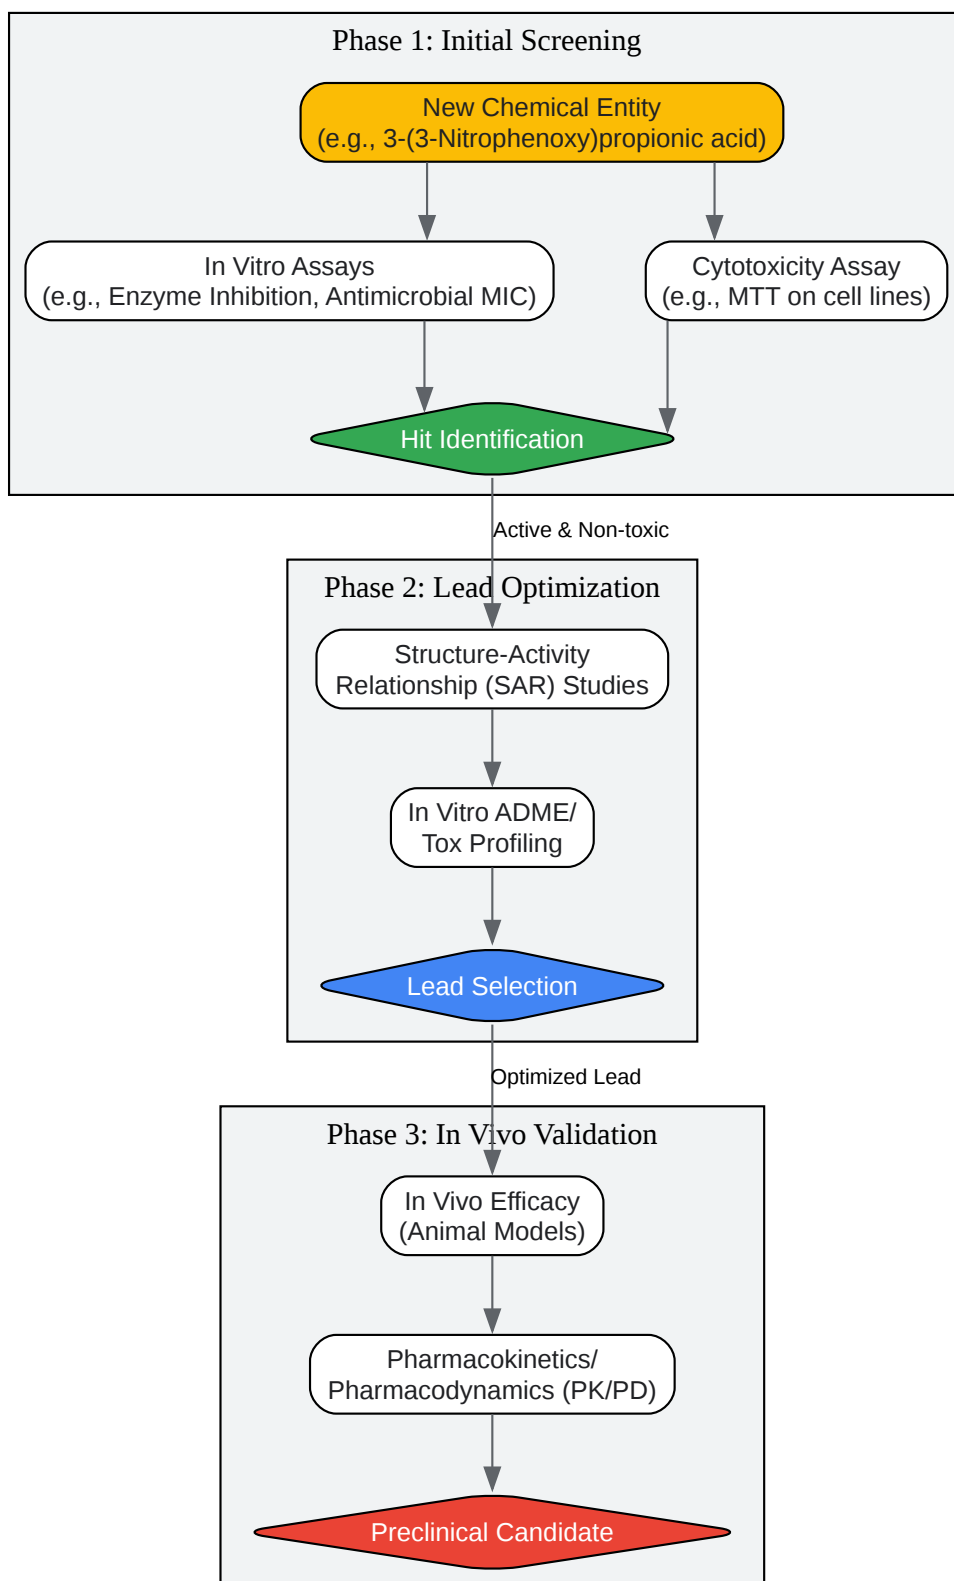 Phase 1: Initial Screening
New Chemical Entity
(e.g., 3-(3-Nitrophenoxy)propionic acid)
In Vitro Assays
(e.g., Enzyme Inhibition, Antimicrobial MIC)
Cytotoxicity Assay
(e.g., MTT on cell lines)
Hit Identification
Active & Non-toxic
Phase 2: Lead Optimization
Structure-Activity
Relationship (SAR) Studies
In Vitro ADME/
Tox Profiling
Lead Selection
Optimized Lead
Phase 3: In Vivo Validation
In Vivo Efficacy
(Animal Models)
Pharmacokinetics/
Pharmacodynamics (PK/PD)
Preclinical Candidate